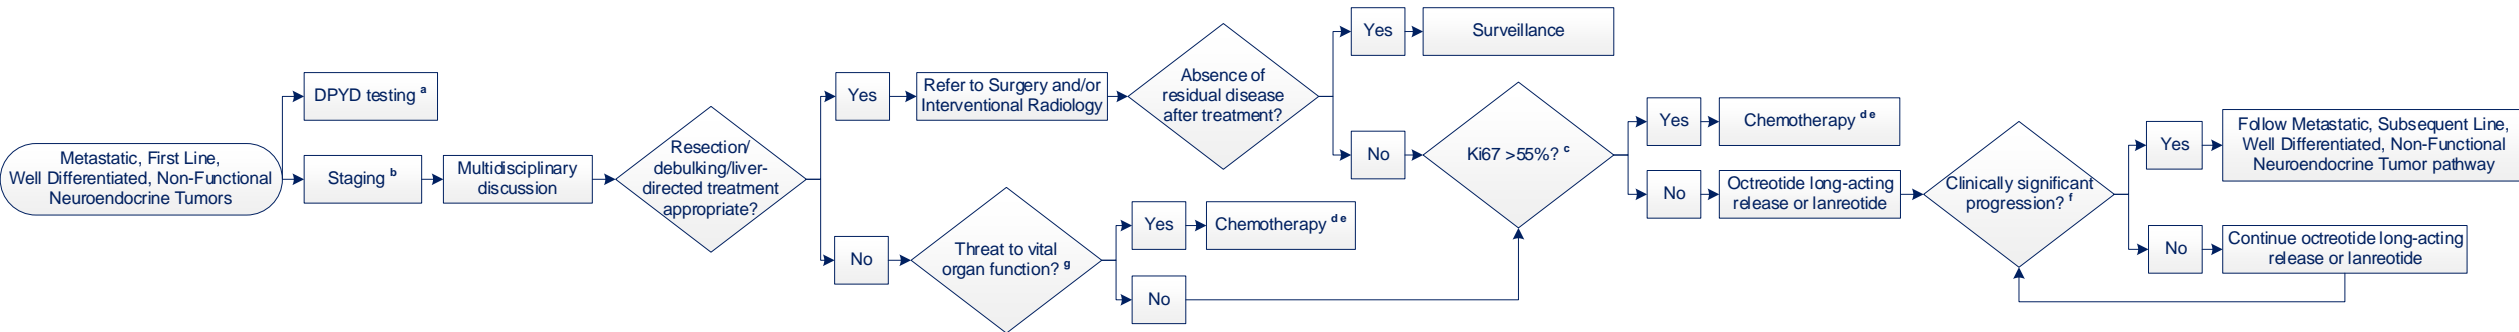 Metastatic, First Line,
Well Differentiated, Non-Functional
Neuroendocrine Tumors
DPYD testing a
Staging b
Multidisciplinary
discussion
Resection/
debulking/liver-
directed treatment
appropriate?
Yes
Refer to Surgery and/or
Interventional Radiology
Absence of
residual disease
after treatment?
Yes
Surveillance
No
Ki67 >55%? c
Yes
Chemotherapy d e
No
Octreotide long-acting
release or lanreotide
Clinically significant
progression? f
Yes
Follow Metastatic, Subsequent Line,
Well Differentiated, Non-Functional
Neuroendocrine Tumor pathway
No
Continue octreotide long-acting
release or lanreotide
No
Threat to vital
organ function? g
Yes
Chemotherapy d e
No